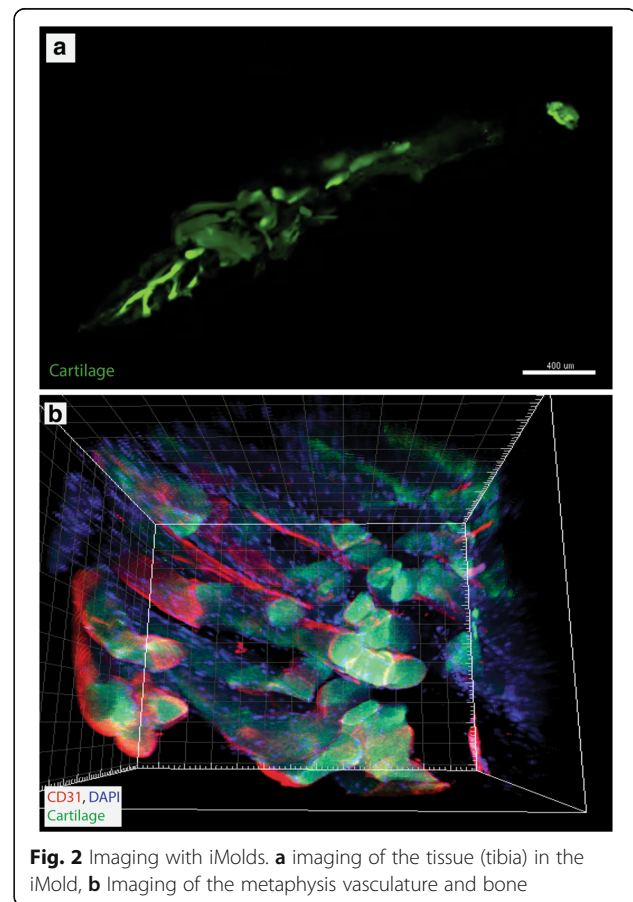 a
Cartilage
400 um
b
CD31, DAPI
Cartilage
Fig. 2 Imaging with iMolds. a imaging of the tissue (tibia) in the
iMold, b Imaging of the metaphysis vasculature and bone